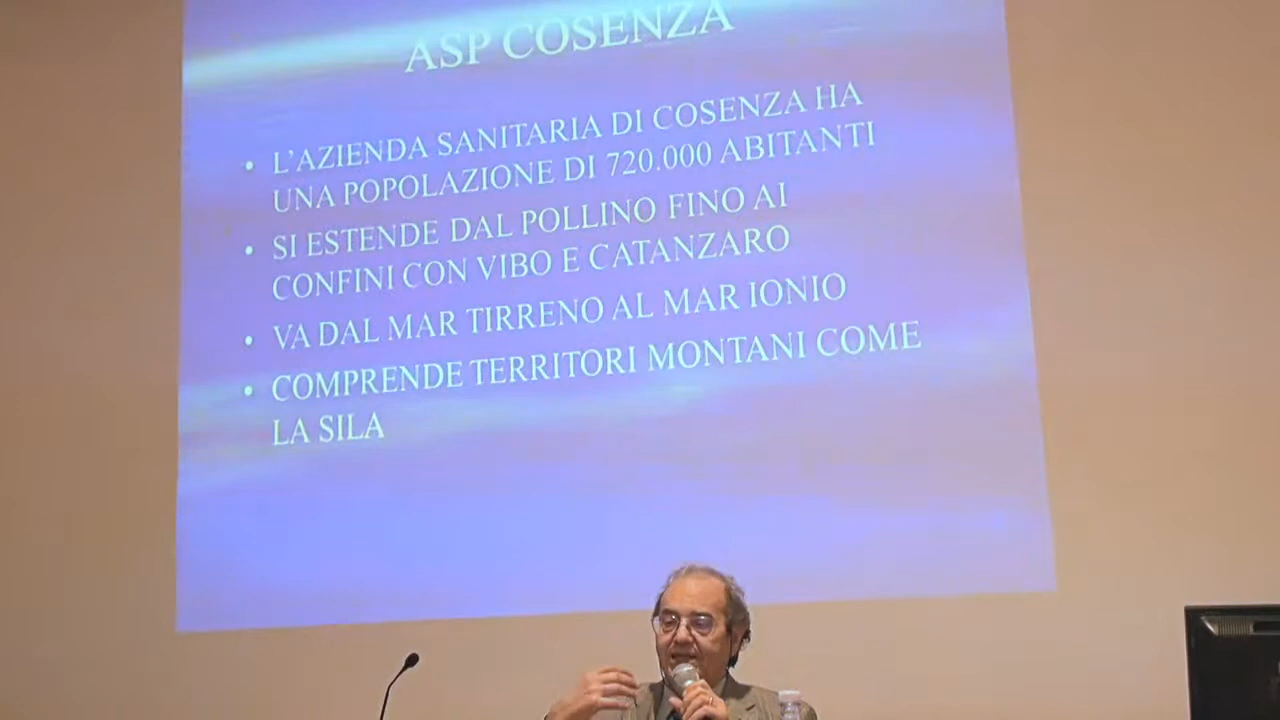 ASP COSENZA
• L'AZIENDA SANITARIA DI COSENZA HA
UNA POPOLAZIONE DI 720.000 ABITANTI
• SI ESTENDE DAL POLLINO FINO AI
CONFINI CON VIBO E CATANZARO
• VA DAL MAR TIRRENO AL MAR IONIO
• COMPRENDE TERRITORI MONTANI COME
LA SILA